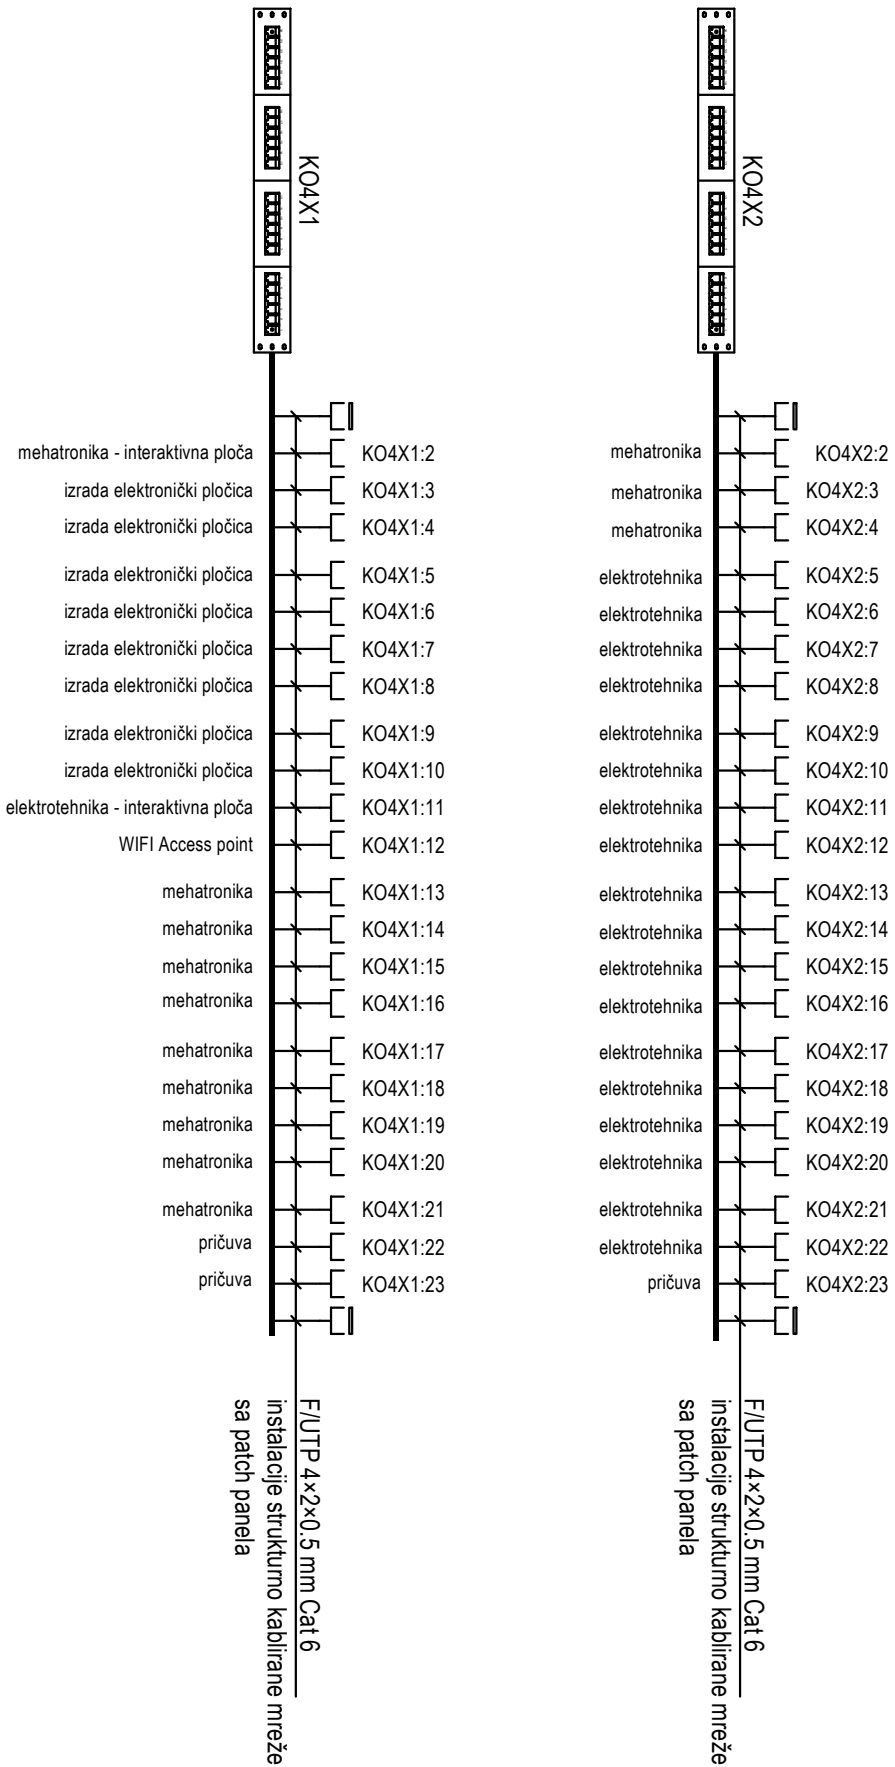 KO4X1
mehatronika - interaktivna ploča KO4X1:2
izrada elektronički pločica KO4X1:3
izrada elektronički pločica KO4X1:4
izrada elektronički pločica KO4X1:5
izrada elektronički pločica KO4X1:6
izrada elektronički pločica KO4X1:7
izrada elektronički pločica KO4X1:8
izrada elektronički pločica KO4X1:9
izrada elektronički pločica KO4X1:10
elektrotehnika - interaktivna ploča KO4X1:11
WIFI Access point KO4X1:12
mehatronika KO4X1:13
mehatronika KO4X1:14
mehatronika KO4X1:15
mehatronika KO4X1:16
mehatronika KO4X1:17
mehatronika KO4X1:18
mehatronika KO4X1:19
mehatronika KO4X1:20
mehatronika KO4X1:21
pričuva KO4X1:22
pričuva KO4X1:23
F/UTP 4×2×0.5 mm Cat 6
instalacije strukturno kablirane mreže
sa patch panela
KO4X2
mehatronika KO4X2:2
mehatronika KO4X2:3
mehatronika KO4X2:4
elektrotehnika KO4X2:5
elektrotehnika KO4X2:6
elektrotehnika KO4X2:7
elektrotehnika KO4X2:8
elektrotehnika KO4X2:9
elektrotehnika KO4X2:10
elektrotehnika KO4X2:11
elektrotehnika KO4X2:12
elektrotehnika KO4X2:13
elektrotehnika KO4X2:14
elektrotehnika KO4X2:15
elektrotehnika KO4X2:16
elektrotehnika KO4X2:17
elektrotehnika KO4X2:18
elektrotehnika KO4X2:19
elektrotehnika KO4X2:20
elektrotehnika KO4X2:21
elektrotehnika KO4X2:22
pričuva KO4X2:23
F/UTP 4×2×0.5 mm Cat 6
instalacije strukturno kablirane mreže
sa patch panela